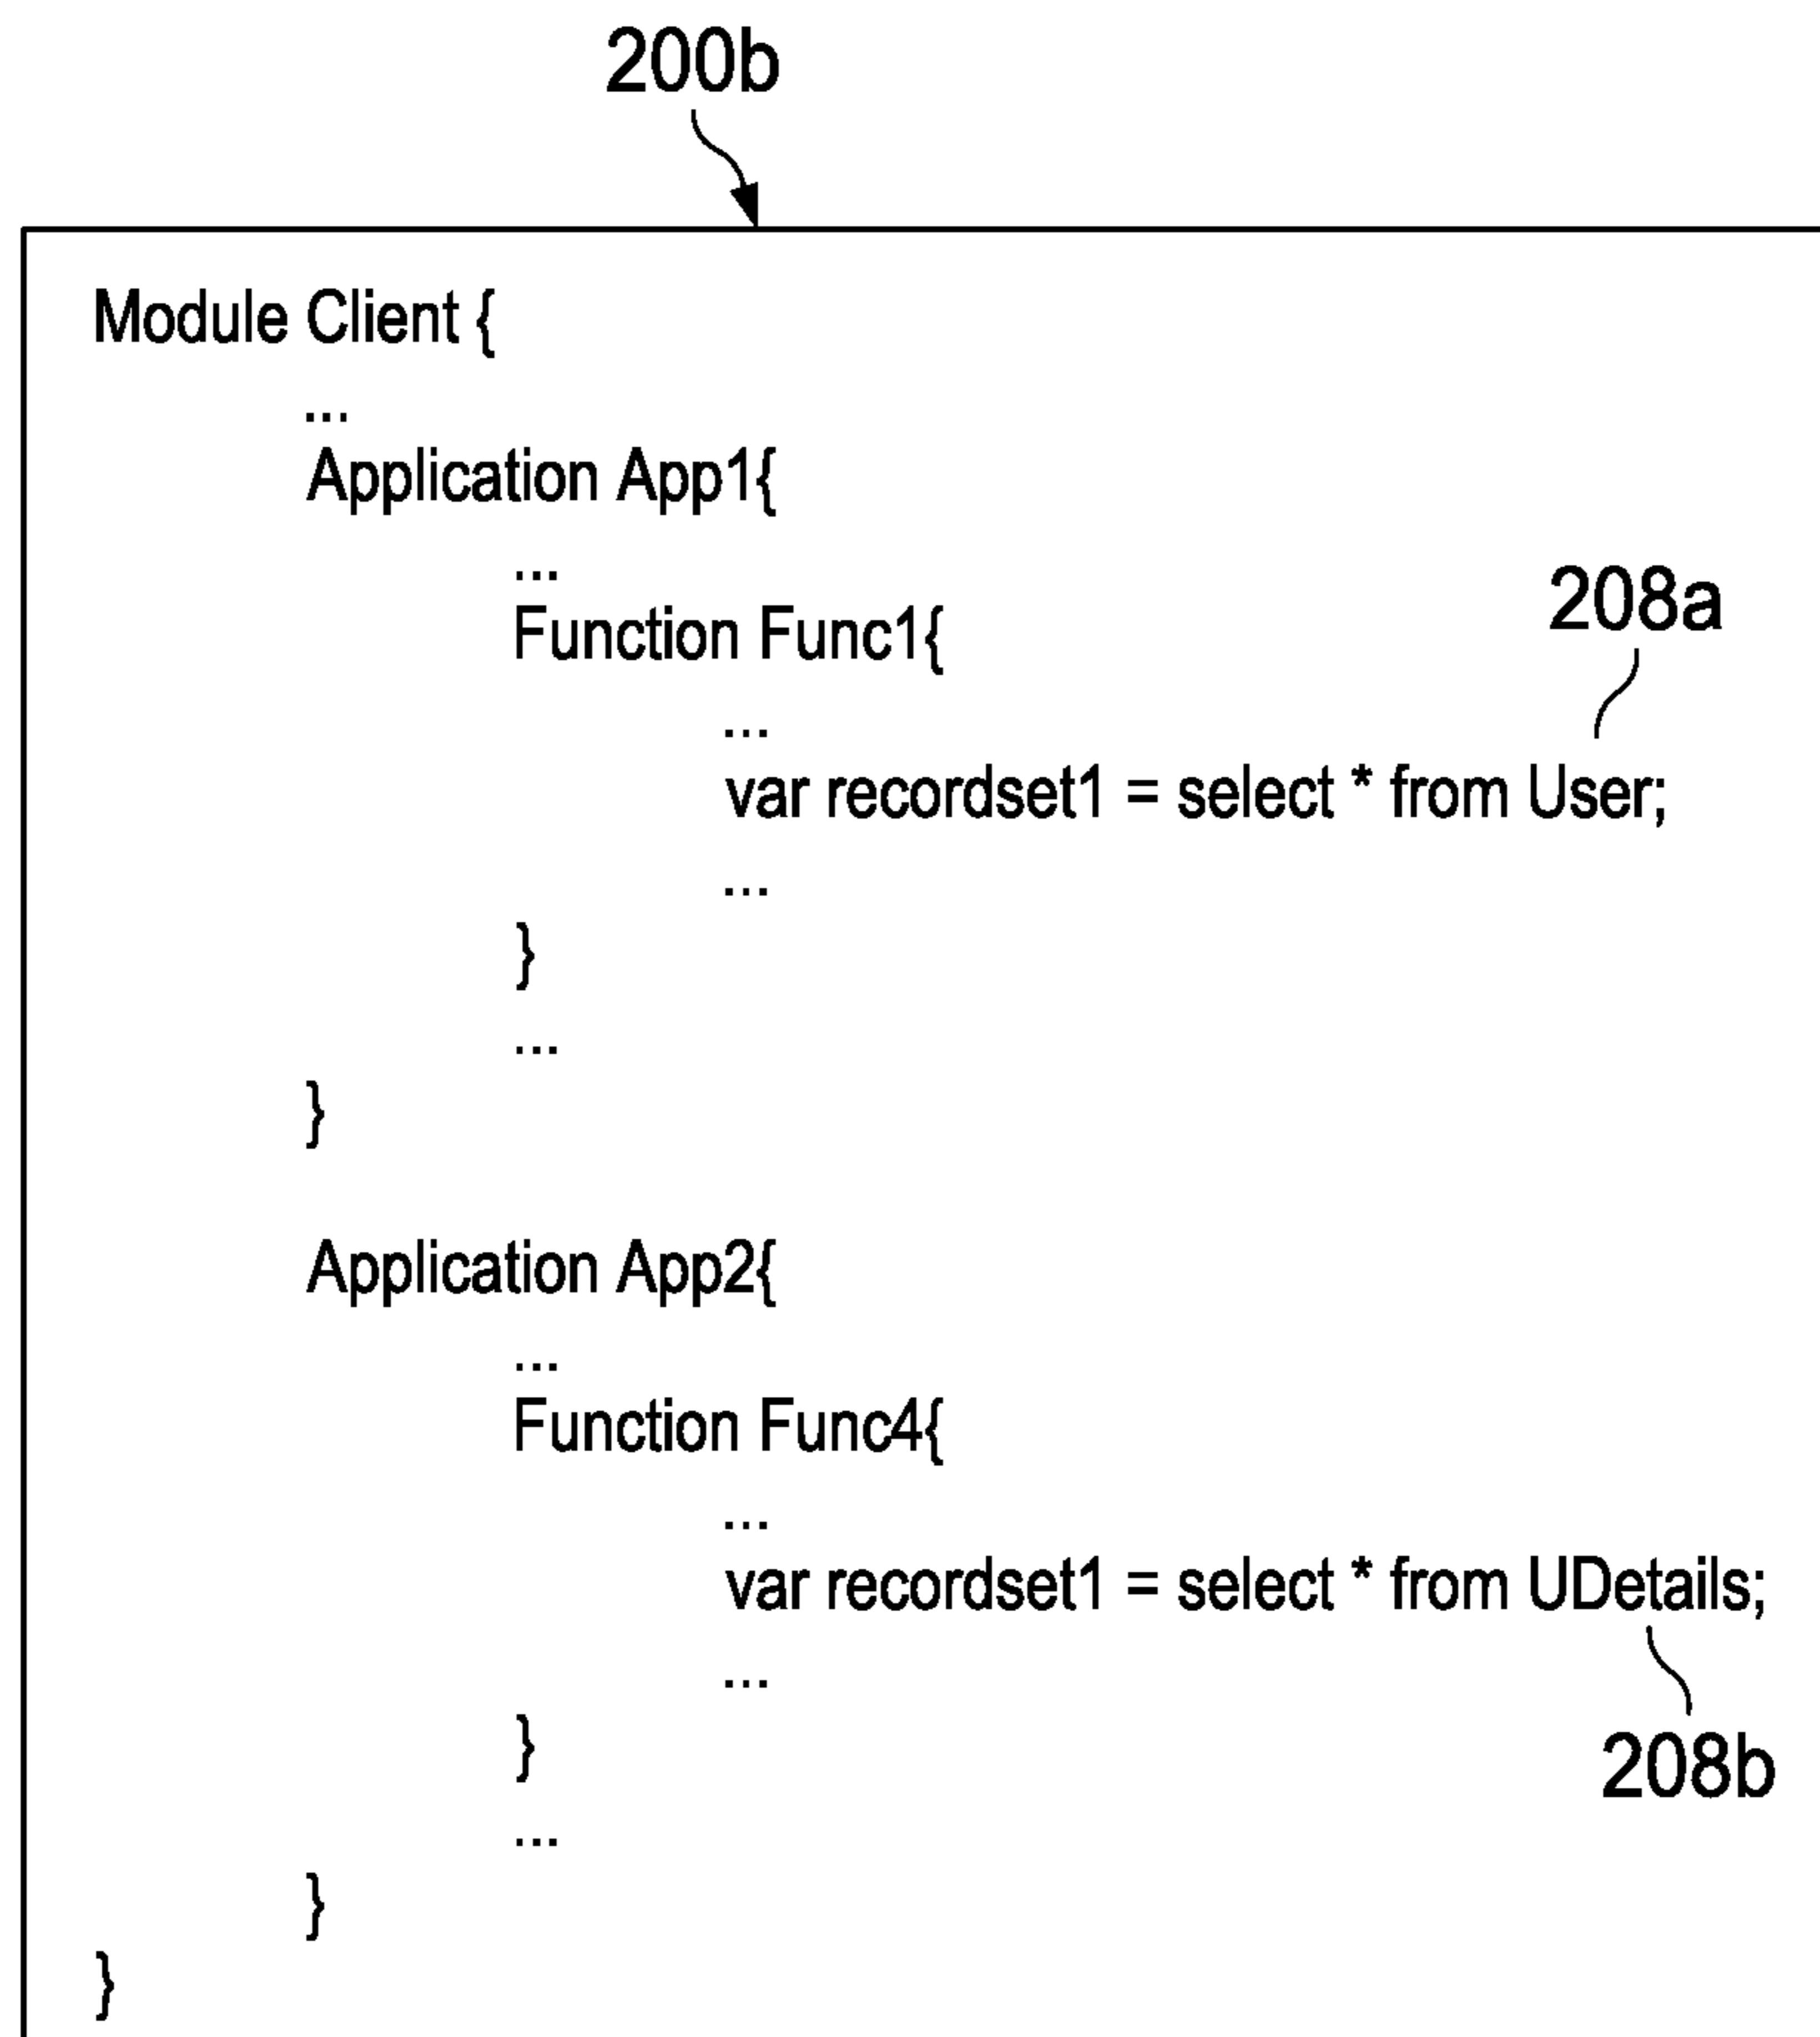 200b
Module Client {
...
Application App1{
...
Function Func1{
208a
...
var recordset1 = select * from User;
...
}
...
}
Application App2{
...
Function Func4{
...
var recordset1 = select * from UDetails;
...
208b
}
...
}
}